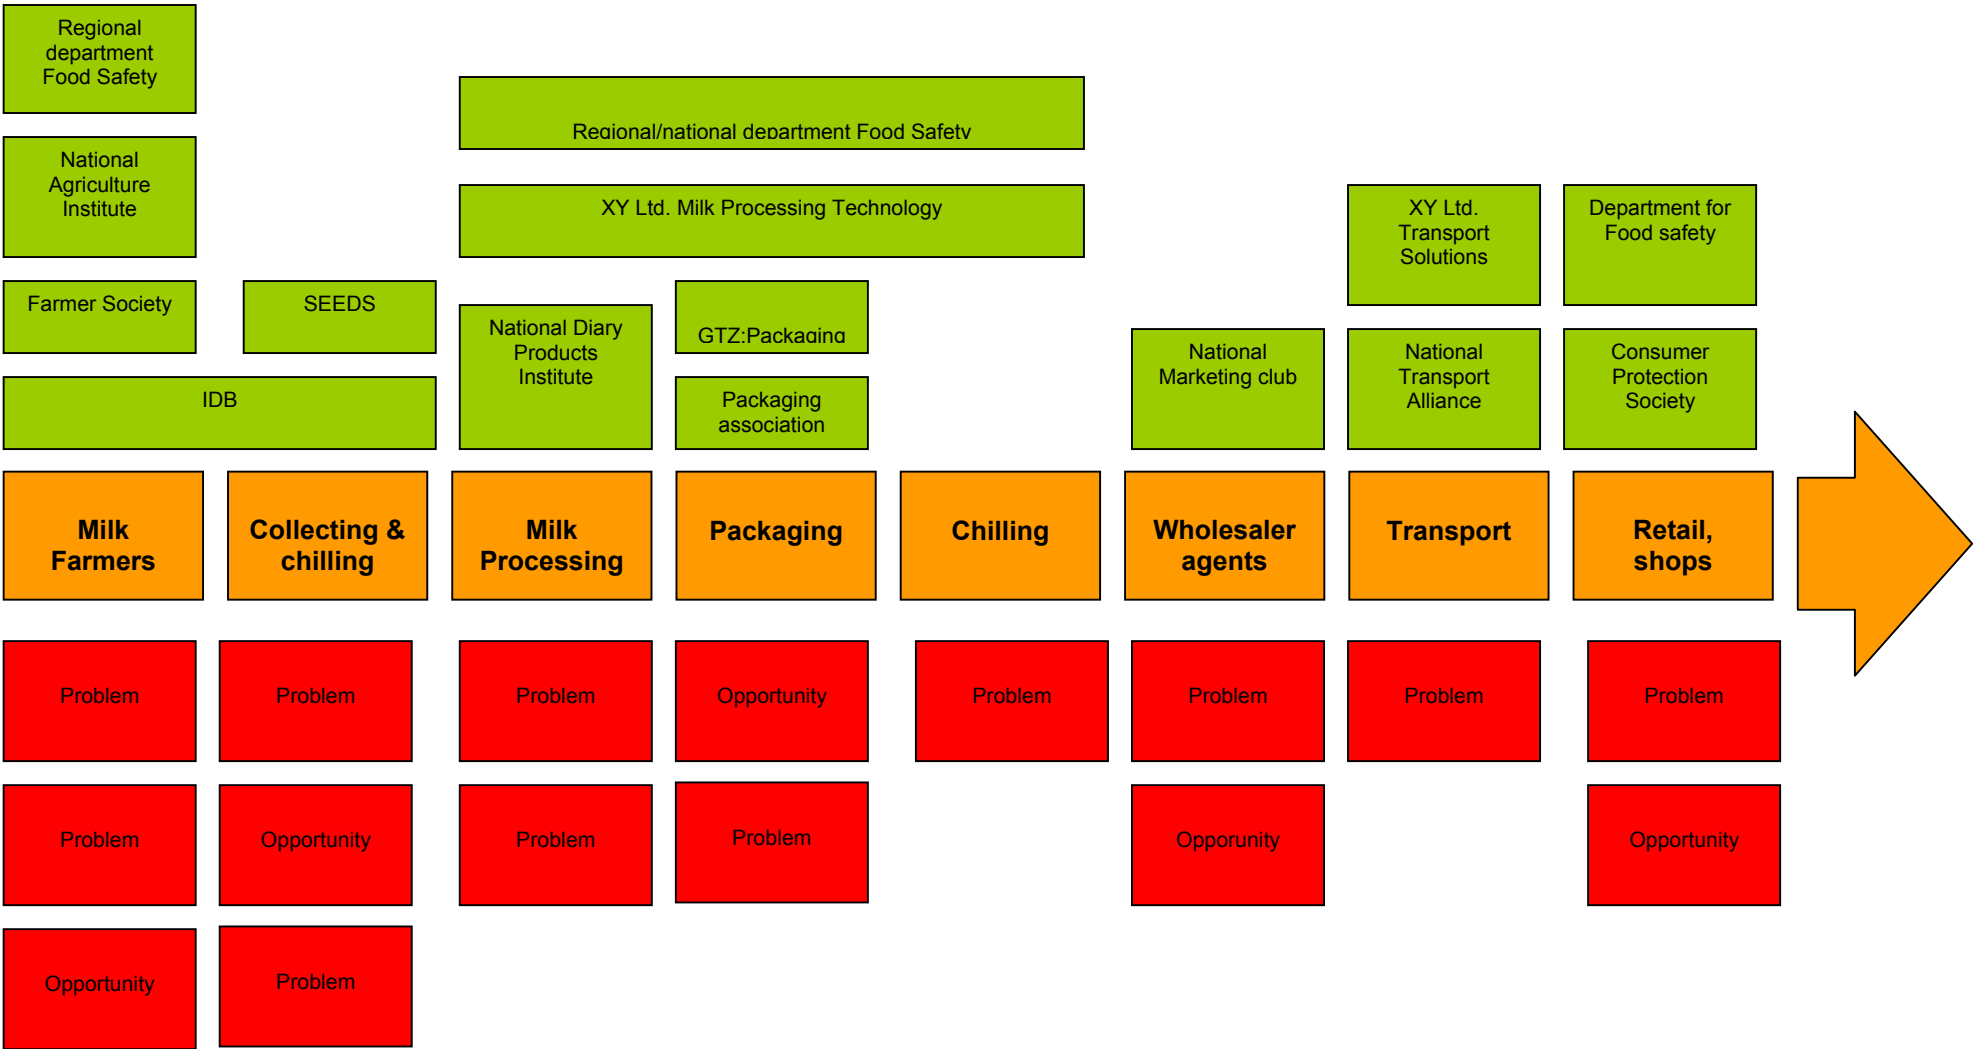 Regional
department
Food Safety
Regional/national department Food Safety
National
Agriculture
Institute
XY Ltd. Milk Processing Technology
XY Ltd.
Transport
Solutions
Department for
Food safety
Farmer Society
SEEDS
National Diary
Products
Institute
GTZ:Packaging
National
Marketing club
National
Transport
Alliance
Consumer
Protection
Society
IDB
Packaging
association
Milk
Farmers
Collecting &
chilling
Milk
Processing
Packaging
Chilling
Wholesaler
agents
Transport
Retail,
shops
Problem
Problem
Problem
Opportunity
Problem
Problem
Problem
Problem
Problem
Opportunity
Problem
Problem
Opporunity
Opportunity
Opportunity
Problem